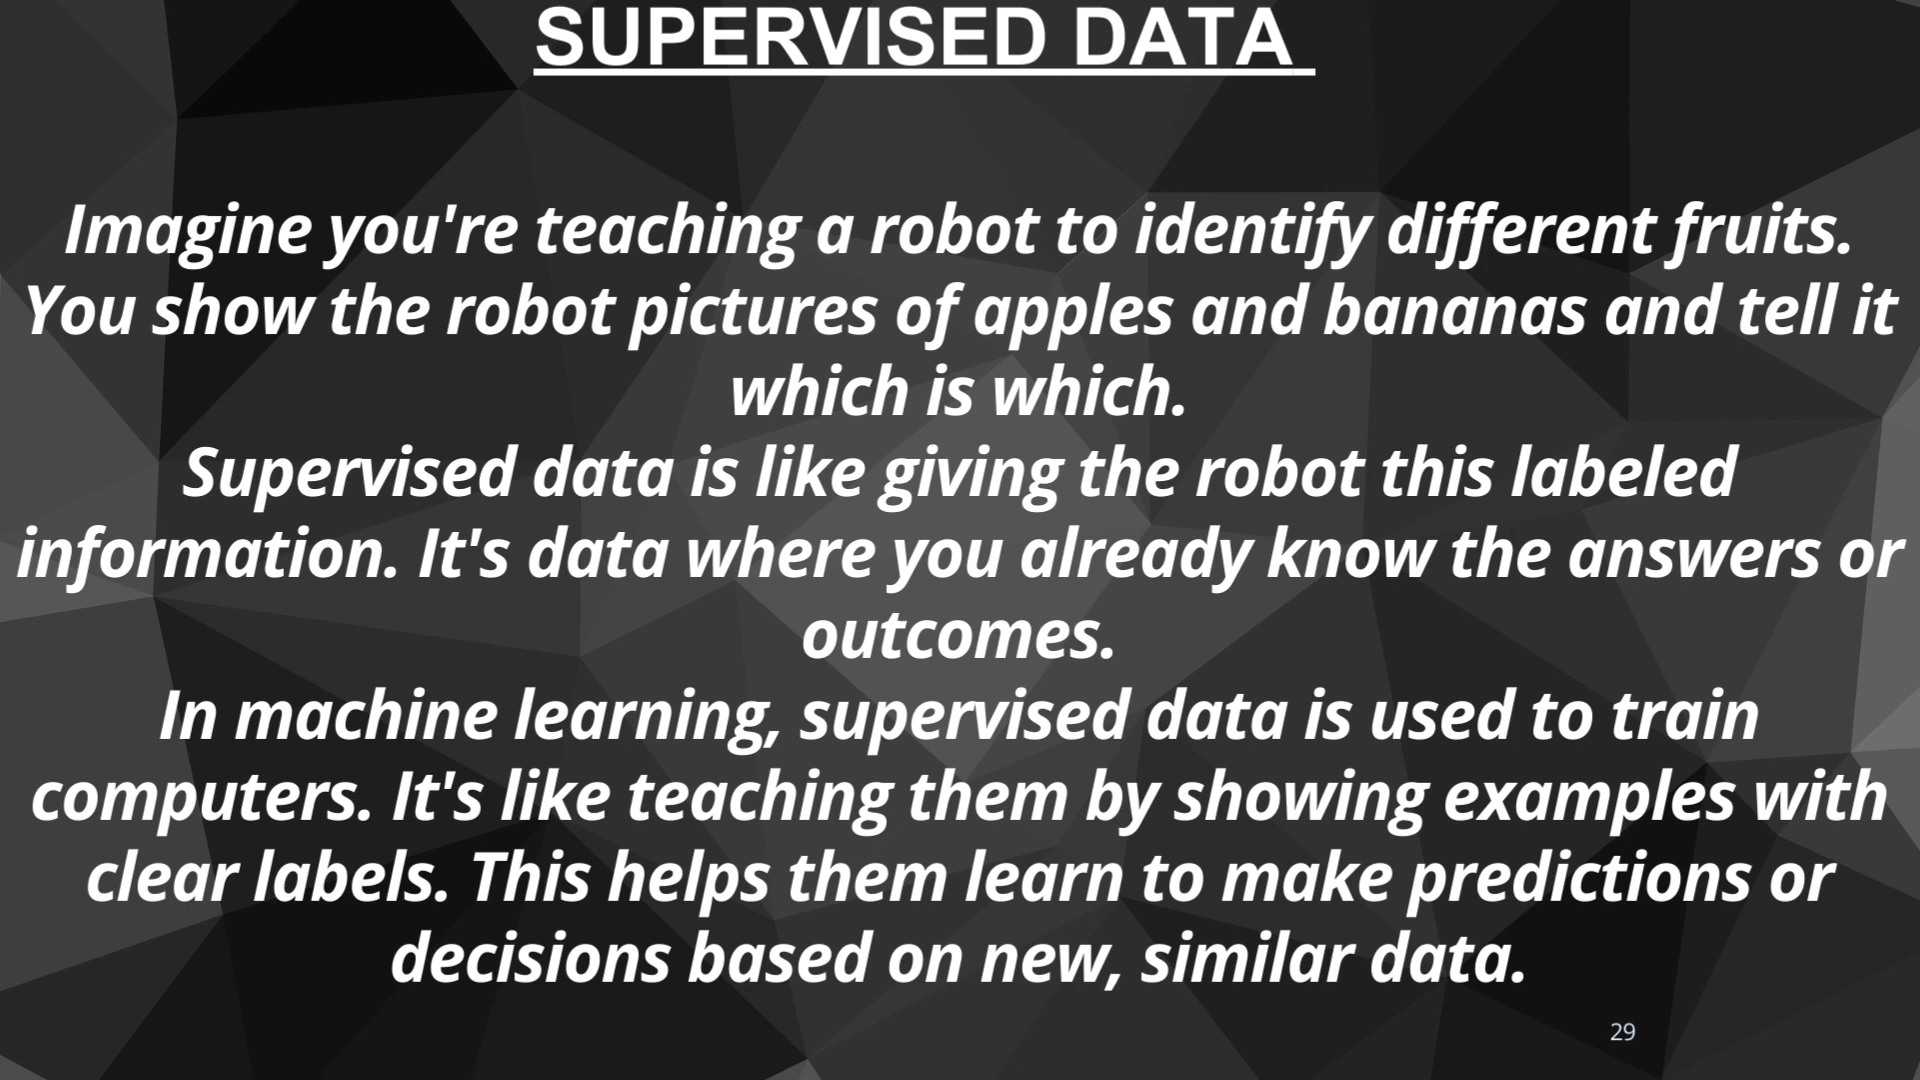 SUPERVISED DATA
Imagine you're teaching a robot to identify different fruits.
You show the robot pictures of apples and bananas and tell it
which is which.
Supervised data is like giving the robot this labeled
information. It's data where you already know the answers or
outcomes.
In machine learning, supervised data is used to train
computers. It's like teaching them by showing examples with
clear labels. This helps them learn to make predictions or
decisions based on new, similar data.
29